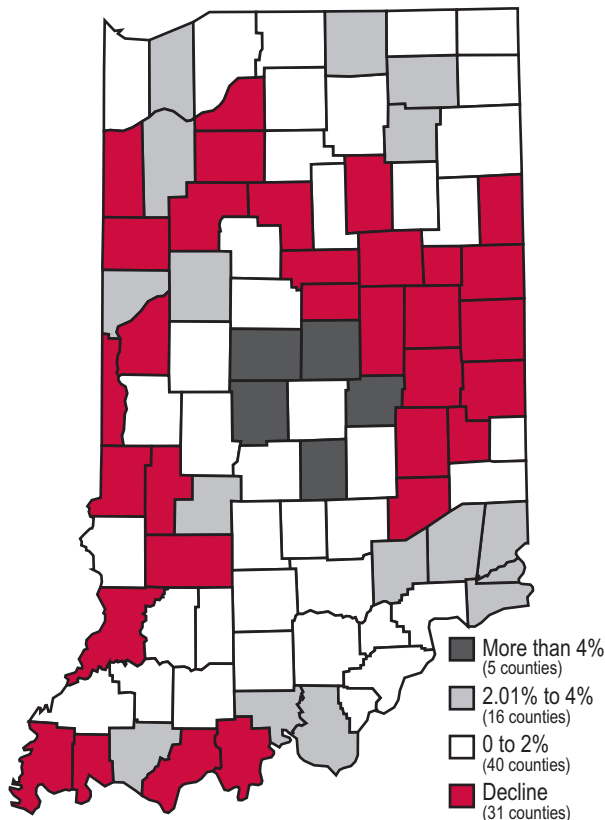 More than 4%
(5 counties)
2.01% to 4%
(16 counties)
0 to 2%
(40 counties)
Decline
(31 counties)